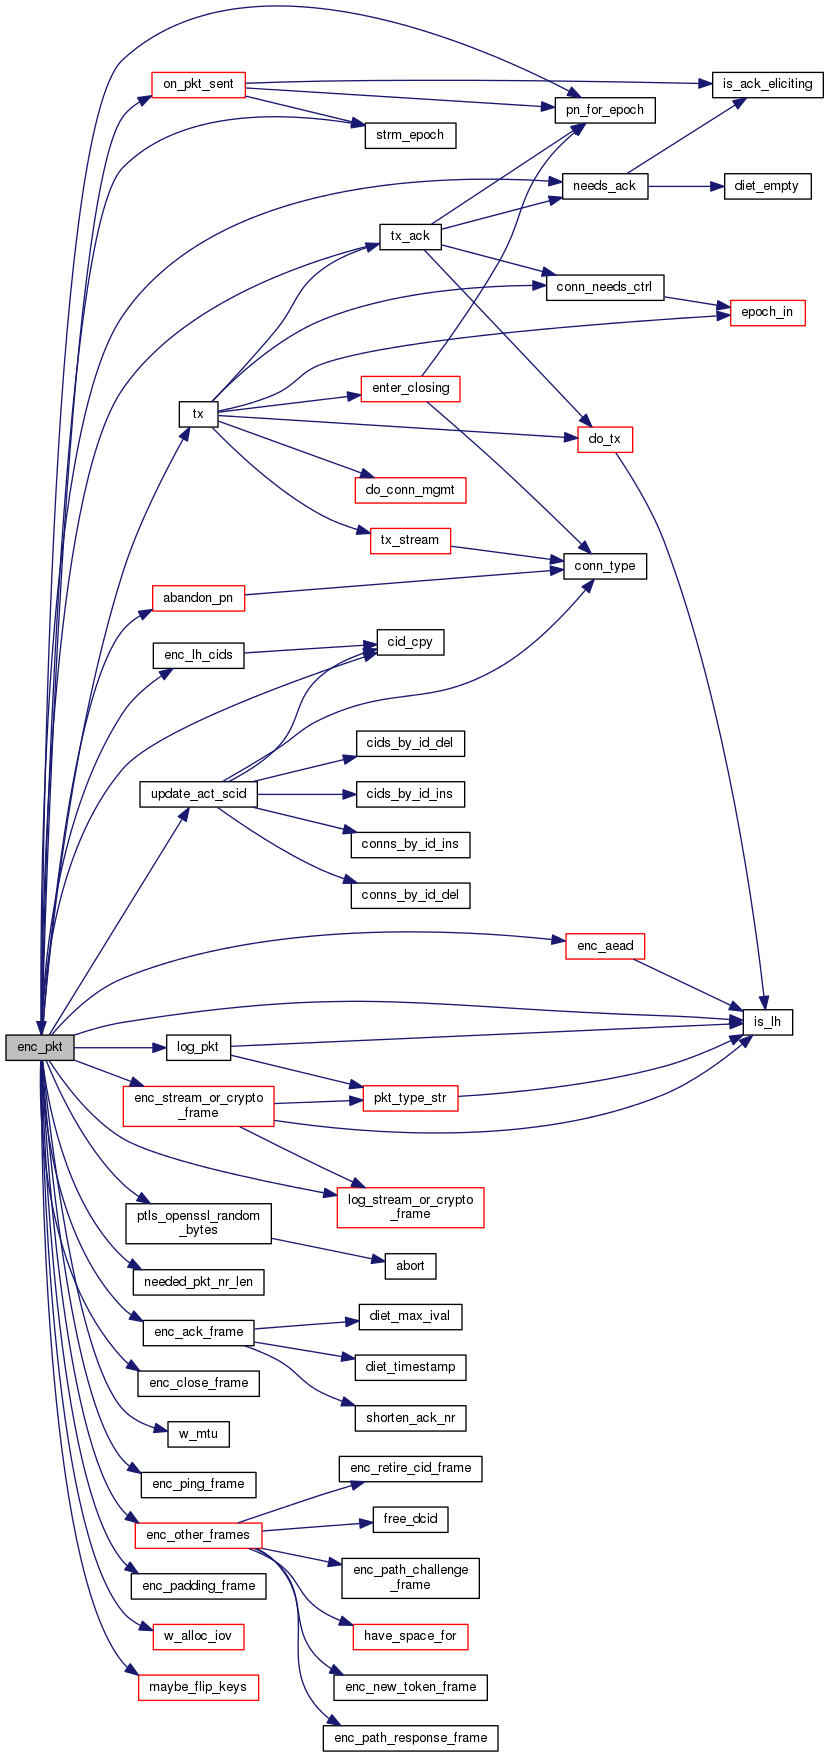 on_pkt_sent
is_ack_eliciting
pn_for_epoch
strm_epoch
needs_ack
diet_empty
tx_ack
conn_needs_ctrl
epoch_in
enter_closing
tx
do_tx
do_conn_mgmt
tx_stream
conn_type
abandon_pn
cid_cpy
enc_lh_cids
cids_by_id_del
update_act_scid
cids_by_id_ins
conns_by_id_ins
conns_by_id_del
enc_aead
is_lh
enc_pkt
log_pkt
enc_stream_or_crypto
_frame
pkt_type_str
log_stream_or_crypto
_frame
ptls_openssl_random
_bytes
abort
needed_pkt_nr_len
diet_max_ival
enc_ack_frame
diet_timestamp
enc_close_frame
shorten_ack_nr
w_mtu
enc_retire_cid_frame
enc_ping_frame
free_dcid
enc_other_frames
enc_path_challenge
_frame
enc_padding_frame
w_alloc_iov
have_space_for
maybe_flip_keys
enc_new_token_frame
enc_path_response_frame